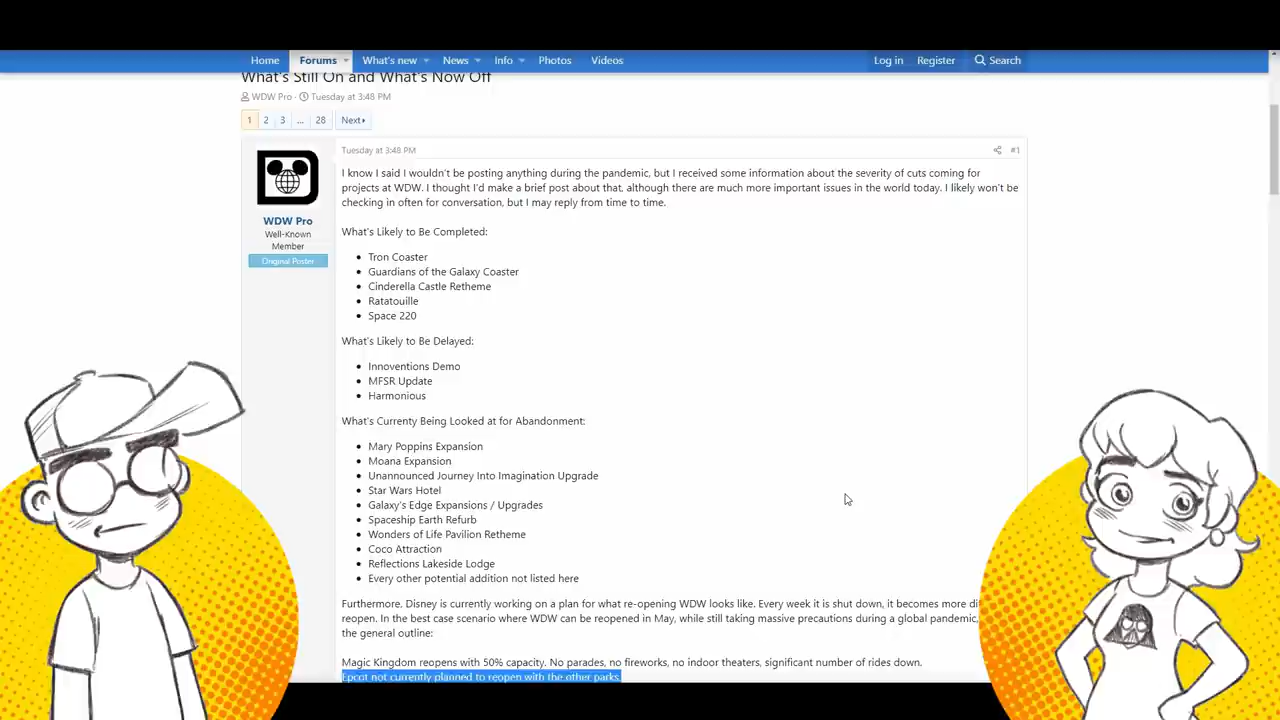 Home Forums What's new News Info Photos Videos Log in Register Search
What's Still On and What's Now Off
WDW Pro · Tuesday at 3:48 PM
1 2 3 ... 28 Next
Tuesday at 3:48 PM #1
WDW Pro
Well-Known
Member
Original Poster
I know I said I wouldn't be posting anything during the pandemic, but I received some information about the severity of cuts coming for
projects at WDW. I thought I'd make a brief post about that, although there are much more important issues in the world today. I likely won't be
checking in often for conversation, but I may reply from time to time.
What's Likely to Be Completed:
• Tron Coaster
• Guardians of the Galaxy Coaster
• Cinderella Castle Retheme
• Ratatouille
• Space 220
What's Likely to Be Delayed:
• Innoventions Demo
• MFSR Update
• Harmonious
What's Currenty Being Looked at for Abandonment:
• Mary Poppins Expansion
• Moana Expansion
• Unannounced Journey Into Imagination Upgrade
• Star Wars Hotel
• Galaxy's Edge Expansions / Upgrades
• Spaceship Earth Refurb
• Wonders of Life Pavilion Retheme
• Coco Attraction
• Reflections Lakeside Lodge
• Every other potential addition not listed here
Furthermore, Disney is currently working on a plan for what re-opening WDW looks like. Every week it is shut down, it becomes more di
reopen. In the best case scenario where WDW can be reopened in May, while still taking massive precautions during a global pandemic,
the general outline:
Magic Kingdom reopens with 50% capacity. No parades, no fireworks, no indoor theaters, significant number of rides down.
Epcot not currently planned to reopen with the other parks.